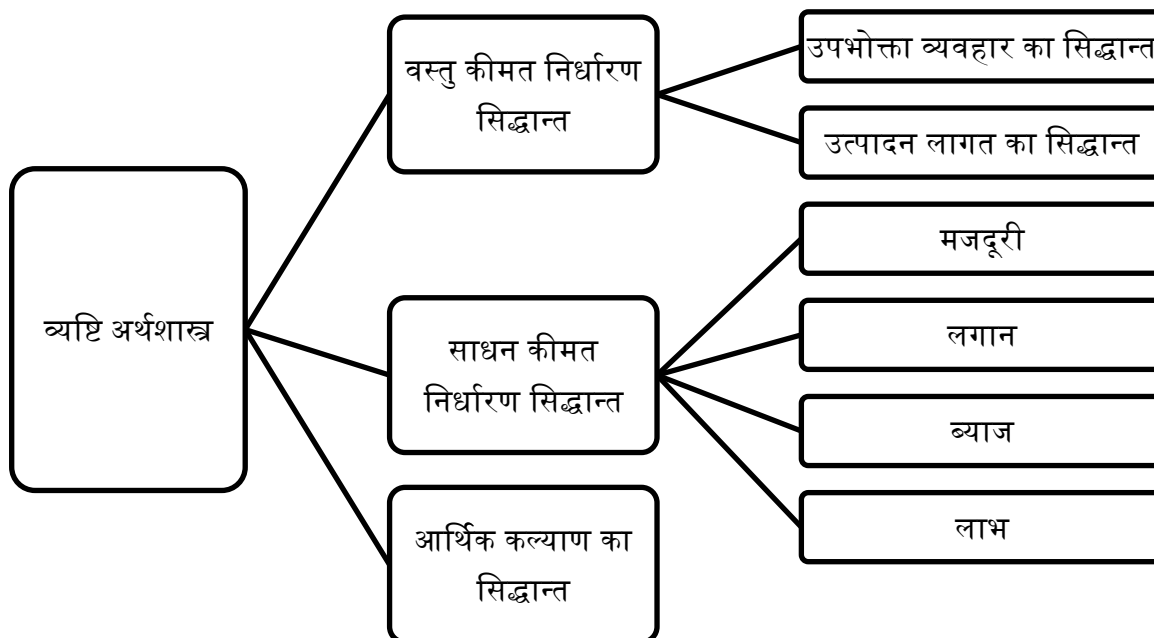 व्यष्टि अर्थशास्त्र
वस्तु कीमत निर्धारण
सिद्धान्त
उपभोक्ता व्यवहार का सिद्धान्त
उत्पादन लागत का सिद्धान्त
साधन कीमत
निर्धारण सिद्धान्त
मजदूरी
लगान
ब्याज
लाभ
आर्थिक कल्याण का
सिद्धान्त